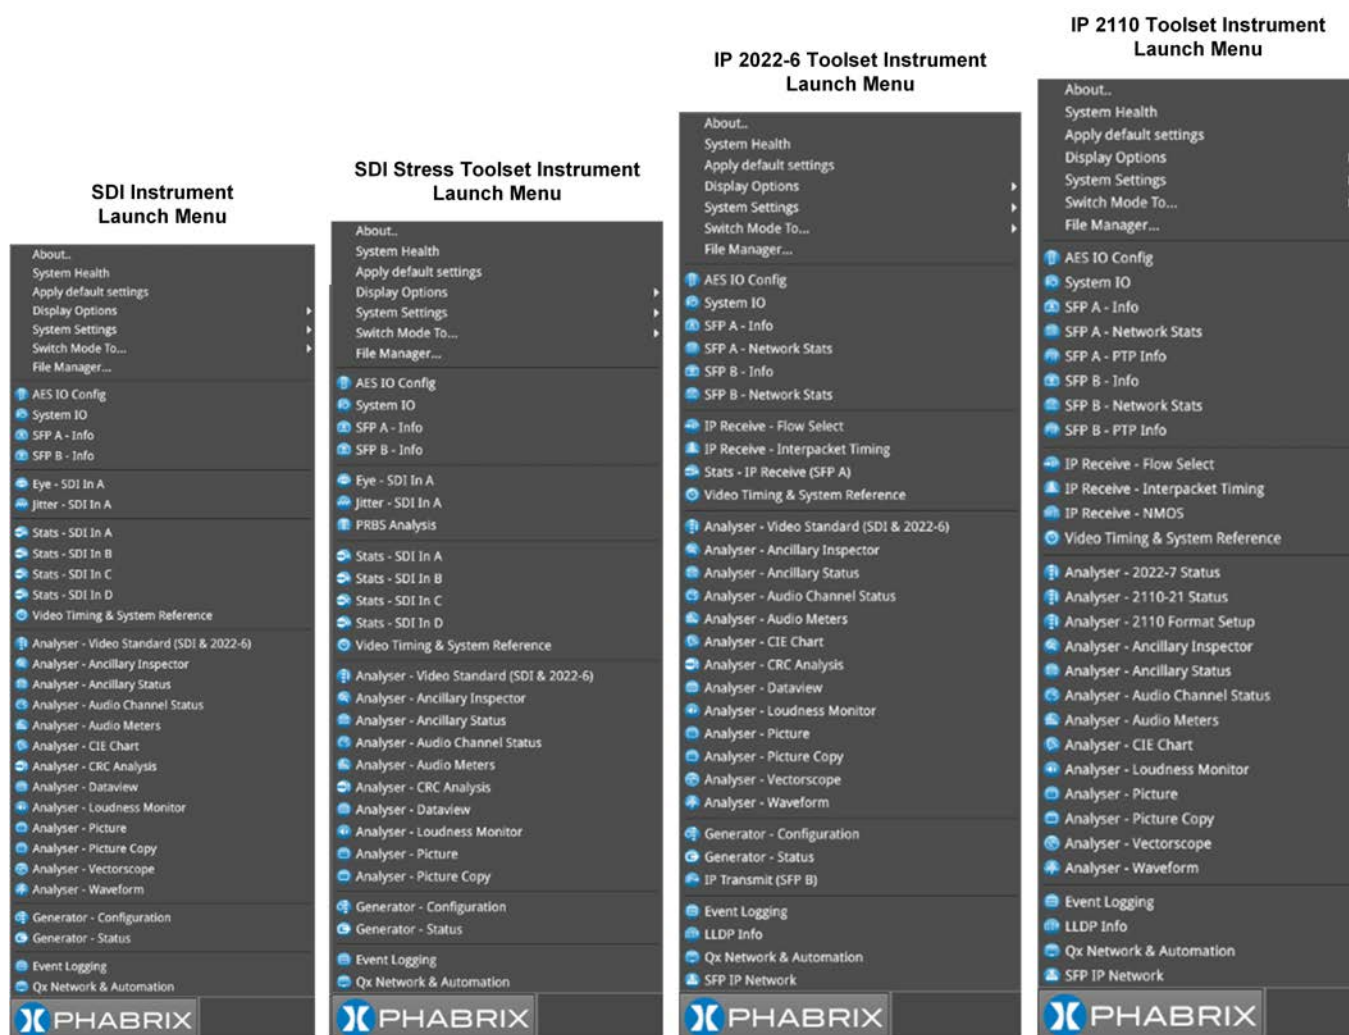 SDI Instrument
Launch Menu
About..
System Health
Apply default settings
Display Options
System Settings
Switch Mode To...
File Manager...
AES IO Config
System IO
SFP A - Info
SFP B - Info
Eye - SDI In A
Jitter - SDI In A
Stats - SDI In A
Stats - SDI In B
Stats - SDI In C
Stats - SDI In D
Video Timing & System Reference
Analyser - Video Standard (SDI & 2022-6)
Analyser - Ancillary Inspector
Analyser - Ancillary Status
Analyser - Audio Channel Status
Analyser - Audio Meters
Analyser - CIE Chart
Analyser - CRC Analysis
Analyser - Dataview
Analyser - Loudness Monitor
Analyser - Picture
Analyser - Picture Copy
Analyser - Vectorscope
Analyser - Waveform
Generator - Configuration
Generator - Status
Event Logging
Qx Network & Automation
PHABRIX
SDI Stress Toolset Instrument
Launch Menu
About..
System Health
Apply default settings
Display Options
System Settings
Switch Mode To...
File Manager...
AES IO Config
System IO
SFP A - Info
SFP B - Info
Eye - SDI In A
Jitter - SDI In A
PRBS Analysis
Stats - SDI In A
Stats - SDI In B
Stats - SDI In C
Stats - SDI In D
Video Timing & System Reference
Analyser - Video Standard (SDI & 2022-6)
Analyser - Ancillary Inspector
Analyser - Ancillary Status
Analyser - Audio Channel Status
Analyser - Audio Meters
Analyser - CRC Analysis
Analyser - Dataview
Analyser - Loudness Monitor
Analyser - Picture
Analyser - Picture Copy
Generator - Configuration
Generator - Status
Event Logging
Qx Network & Automation
PHABRIX
IP 2022-6 Toolset Instrument
Launch Menu
About..
System Health
Apply default settings
Display Options
System Settings
Switch Mode To...
File Manager...
AES IO Config
System IO
SFP A - Info
SFP A - Network Stats
SFP B - Info
SFP B - Network Stats
IP Receive - Flow Select
IP Receive - Interpacket Timing
Stats - IP Receive (SFP A)
Video Timing & System Reference
Analyser - Video Standard (SDI & 2022-6)
Analyser - Ancillary Inspector
Analyser - Ancillary Status
Analyser - Audio Channel Status
Analyser - Audio Meters
Analyser - CIE Chart
Analyser - CRC Analysis
Analyser - Dataview
Analyser - Loudness Monitor
Analyser - Picture
Analyser - Picture Copy
Analyser - Vectorscope
Analyser - Waveform
Generator - Configuration
Generator - Status
IP Transmit (SFP B)
Event Logging
LLDP Info
Qx Network & Automation
SFP IP Network
PHABRIX
IP 2110 Toolset Instrument
Launch Menu
About..
System Health
Apply default settings
Display Options
System Settings
Switch Mode To...
File Manager...
AES IO Config
System IO
SFP A - Info
SFP A - Network Stats
SFP A - PTP Info
SFP B - Info
SFP B - Network Stats
SFP B - PTP Info
IP Receive - Flow Select
IP Receive - Interpacket Timing
IP Receive - NMOS
Video Timing & System Reference
Analyser - 2022-7 Status
Analyser - 2110-21 Status
Analyser - 2110 Format Setup
Analyser - Ancillary Inspector
Analyser - Ancillary Status
Analyser - Audio Channel Status
Analyser - Audio Meters
Analyser - CIE Chart
Analyser - Loudness Monitor
Analyser - Picture
Analyser - Picture Copy
Analyser - Vectorscope
Analyser - Waveform
Event Logging
LLDP Info
Qx Network & Automation
SFP IP Network
PHABRIX